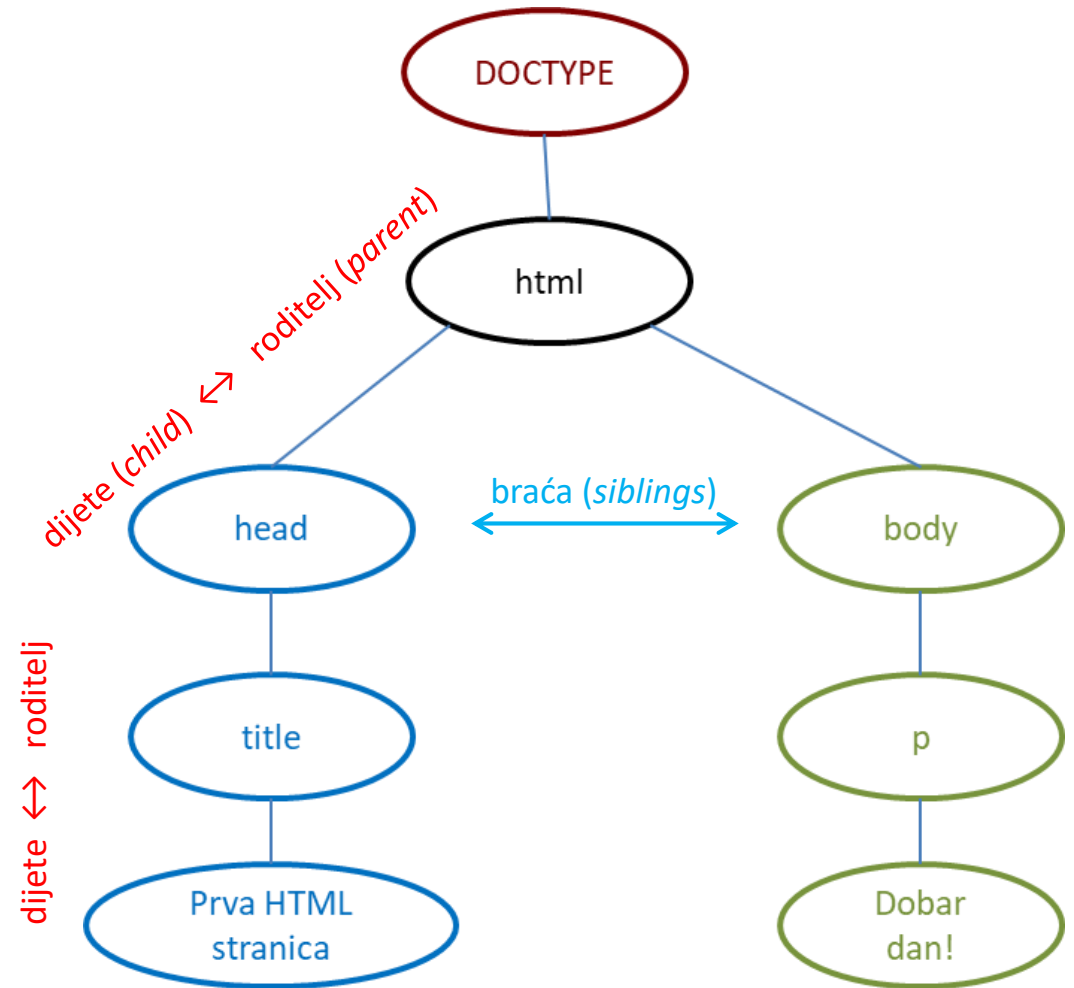 DOCTYPE
html
dijete (child) ↔ roditelj (parent)
head
braća (siblings)
body
dijete ↔ roditelj
title
p
Prva HTML
stranica
Dobar
dan!